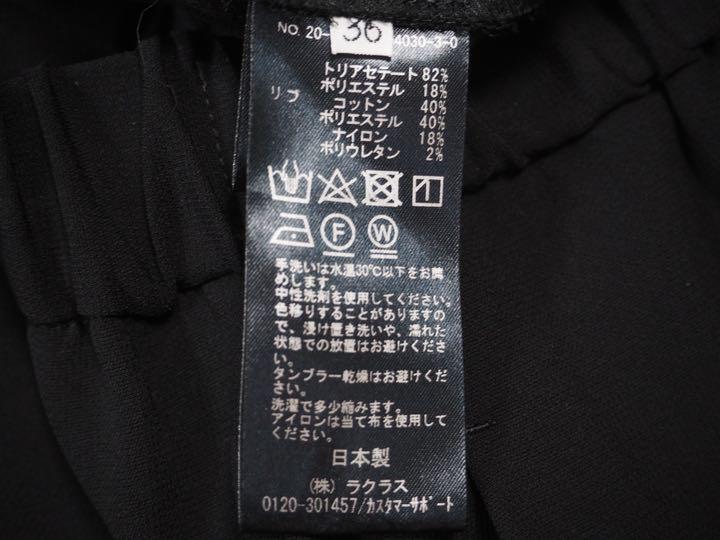 NO. 20-36 4030-3-0
トリアセテート 82%
ポリエステル 18%
リブ コットン 40%
ポリエステル 40%
ナイロン 18%
ポリウレタン 2%
F W
手洗いは水温30℃以下をお薦
めします。
中性洗剤を使用してください。
色移りすることがありますの
で、浸け置き洗いや、濡れた
状態での放置はお避けくださ
い。
タンブラー乾燥はお避けくだ
さい。
洗濯で多少縮みます。
アイロンは当て布を使用して
ください。
日本製
(株) ラクラス
0120-301457/カスタマーサポート